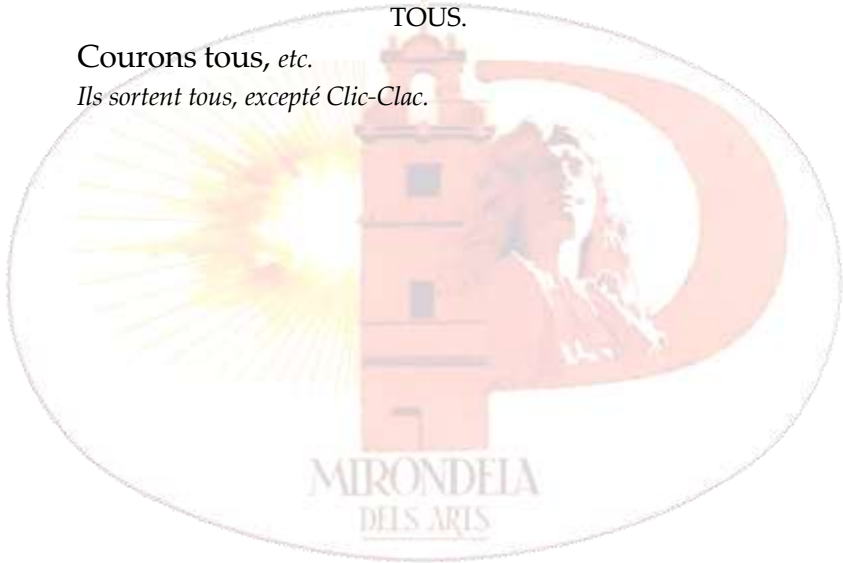 TOUS.
Courons tous, etc.
Ils sortent tous, excepté Clic-Clac.
MIRONDELA
DELS ARTS